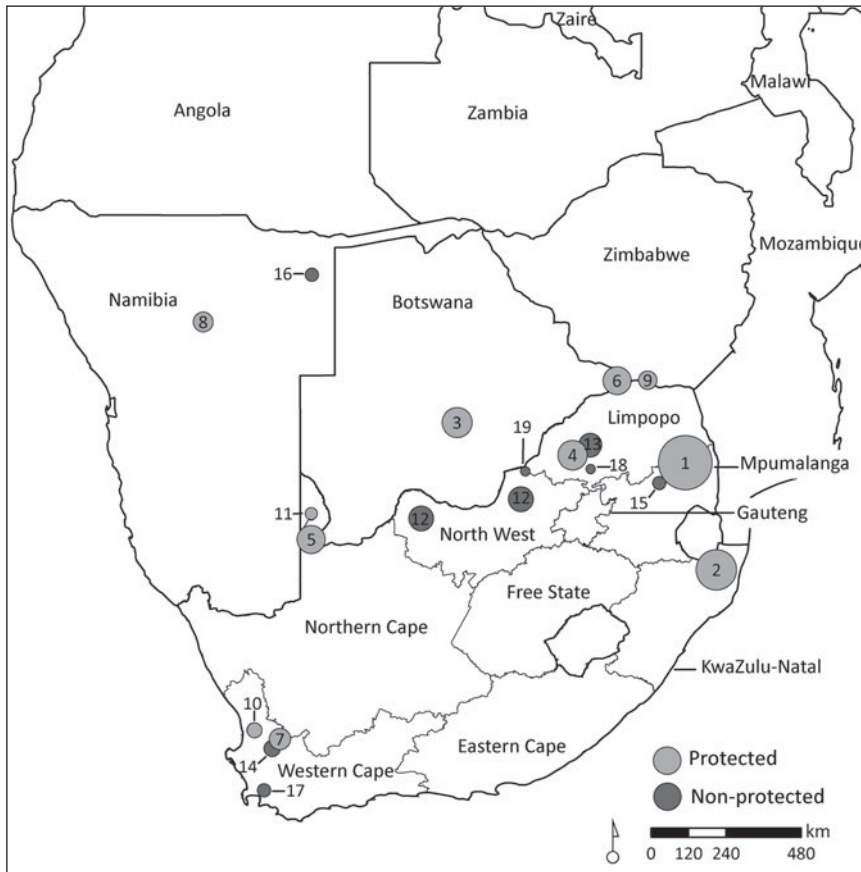 Zaire
Malawi
Angola
Zambia
Zimbabwe
Mozambique
16
Namibia
Botswana
8
6
9
3
19
Limpopo
13
4
18
1
Mpumalanga
15
12
11
12
North West
Gauteng
5
2
Free State
Northern Cape
KwaZulu-Natal
10
7
Eastern Cape
14
Western Cape
Protected
17
Non-protected
km
0 120 240 480